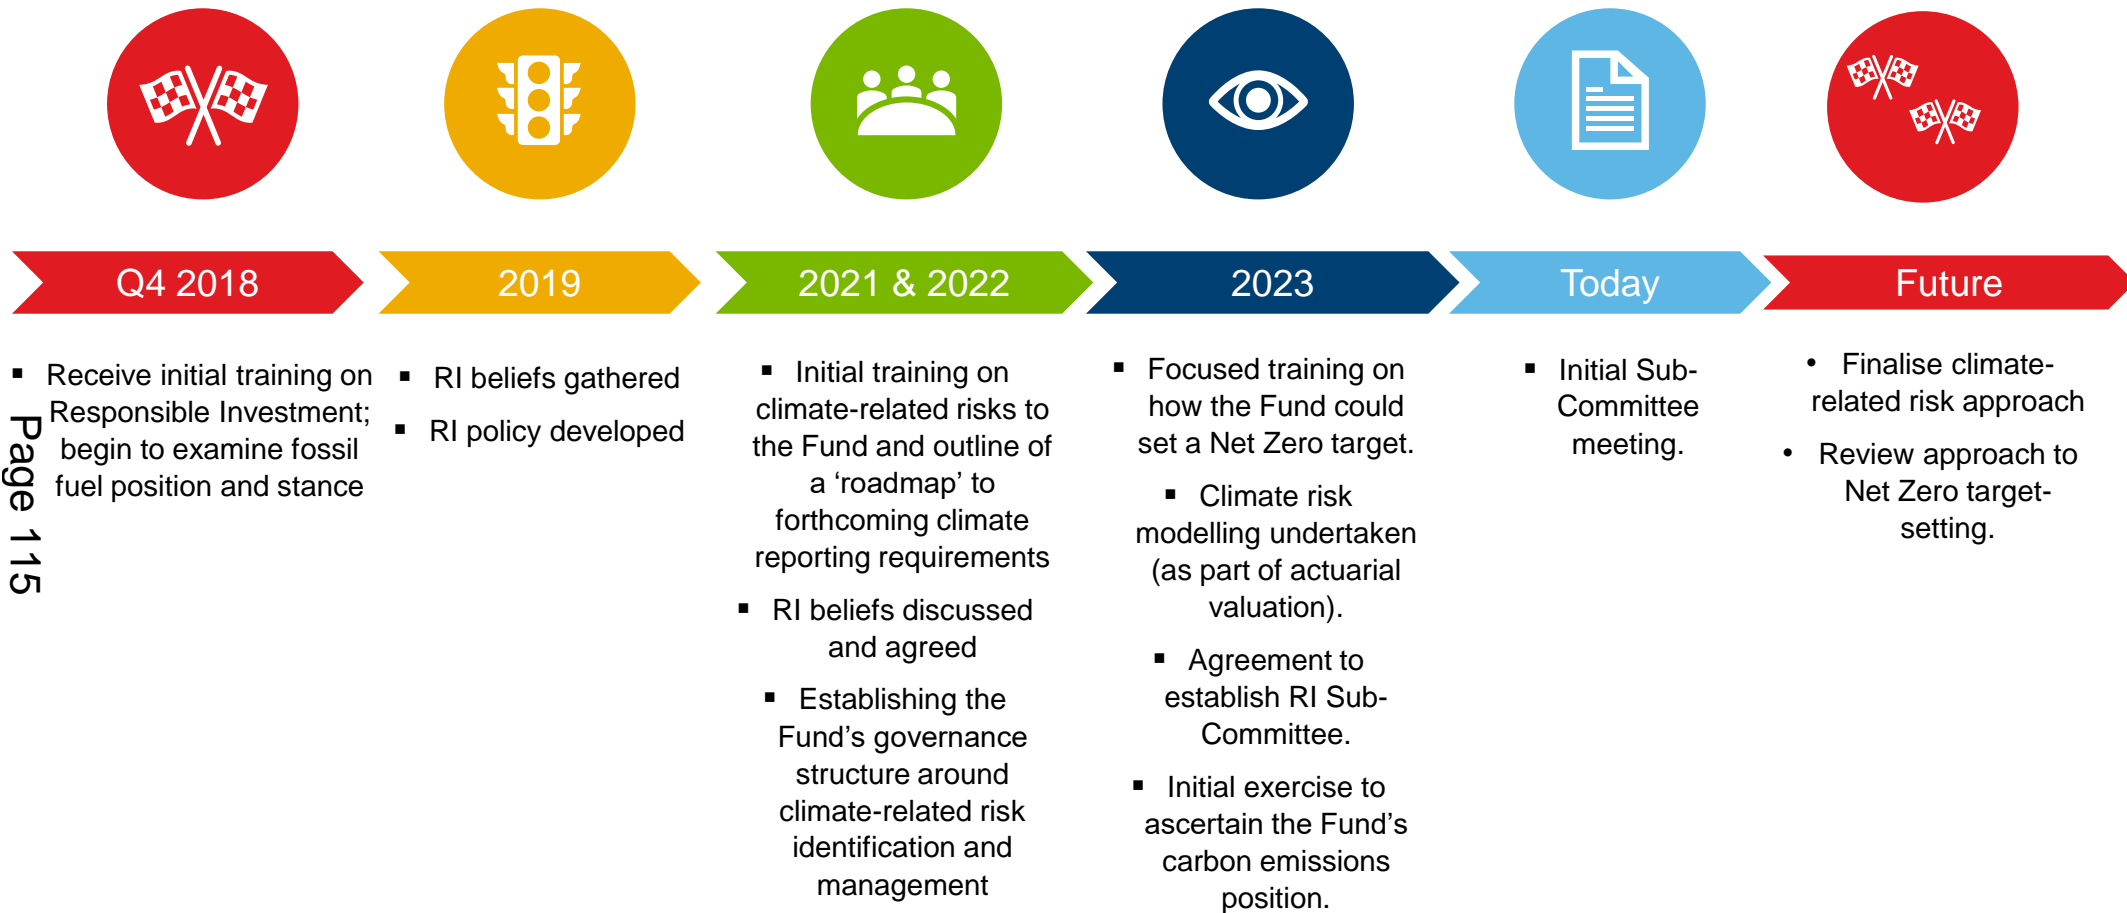 Q4 2018
2019
2021 & 2022
2023
Today
Future
▪ Receive initial training on
Responsible Investment;
begin to examine fossil
fuel position and stance
▪ RI beliefs gathered
▪ RI policy developed
▪ Initial training on
climate-related risks to
the Fund and outline of
a ‘roadmap’ to
forthcoming climate
reporting requirements
▪ RI beliefs discussed
and agreed
▪ Establishing the
Fund’s governance
structure around
climate-related risk
identification and
management
▪ Focused training on
how the Fund could
set a Net Zero target.
▪ Climate risk
modelling undertaken
(as part of actuarial
valuation).
▪ Agreement to
establish RI Sub-
Committee.
▪ Initial exercise to
ascertain the Fund’s
carbon emissions
position.
▪ Initial Sub-
Committee
meeting.
• Finalise climate-
related risk approach
• Review approach to
Net Zero target-
setting.
Page 115